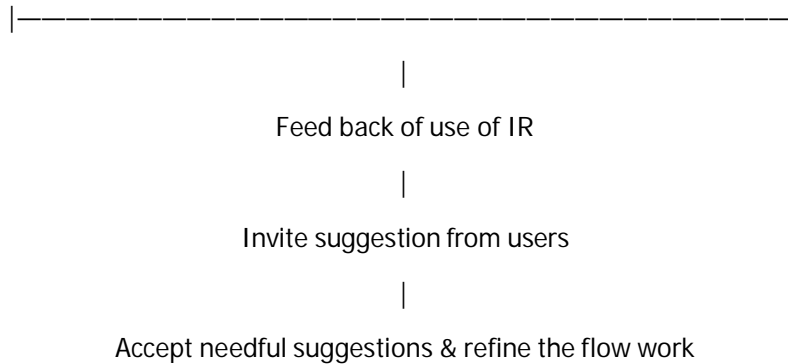 |————————————————————————————————
|
Feed back of use of IR
|
Invite suggestion from users
|
Accept needful suggestions & refine the flow work